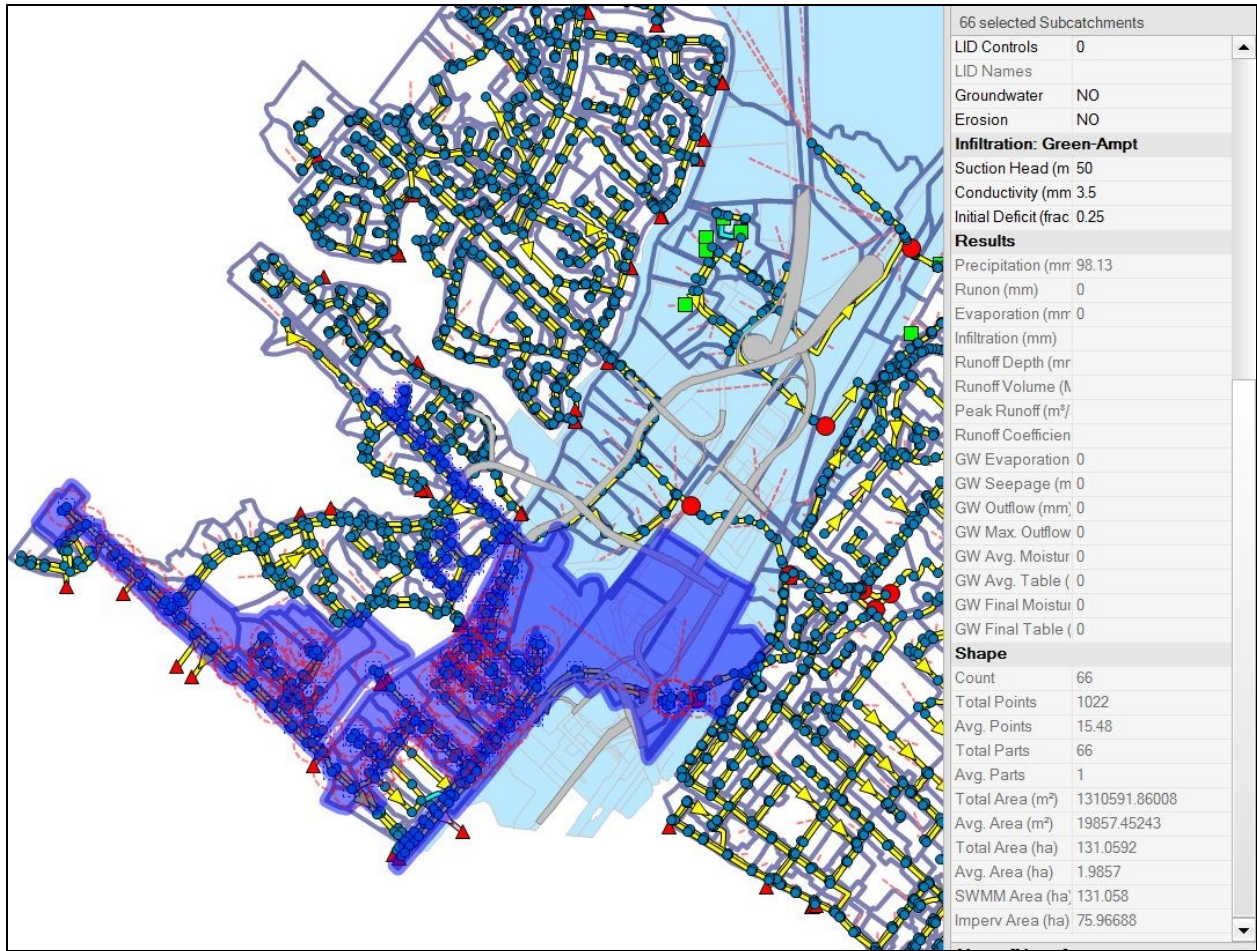 66 selected Subcatchments
LID Controls 0
LID Names
Groundwater NO
Erosion NO
Infiltration: Green-Ampt
Suction Head (m 50
Conductivity (mm 3.5
Initial Deficit (frac 0.25
Results
Precipitation (mm 98.13
Runon (mm) 0
Evaporation (mm 0
Infiltration (mm)
Runoff Depth (mm
Runoff Volume (M
Peak Runoff (m³/
Runoff Coefficien
GW Evaporation 0
GW Seepage (m 0
GW Outflow (mm) 0
GW Max. Outflow 0
GW Avg. Moistur 0
GW Avg. Table ( 0
GW Final Moistur 0
GW Final Table ( 0
Shape
Count 66
Total Points 1022
Avg. Points 15.48
Total Parts 66
Avg. Parts 1
Total Area (m²) 1310591.86008
Avg. Area (m²) 19857.45243
Total Area (ha) 131.0592
Avg. Area (ha) 1.9857
SWMM Area (ha) 131.058
Imperv Area (ha) 75.96688